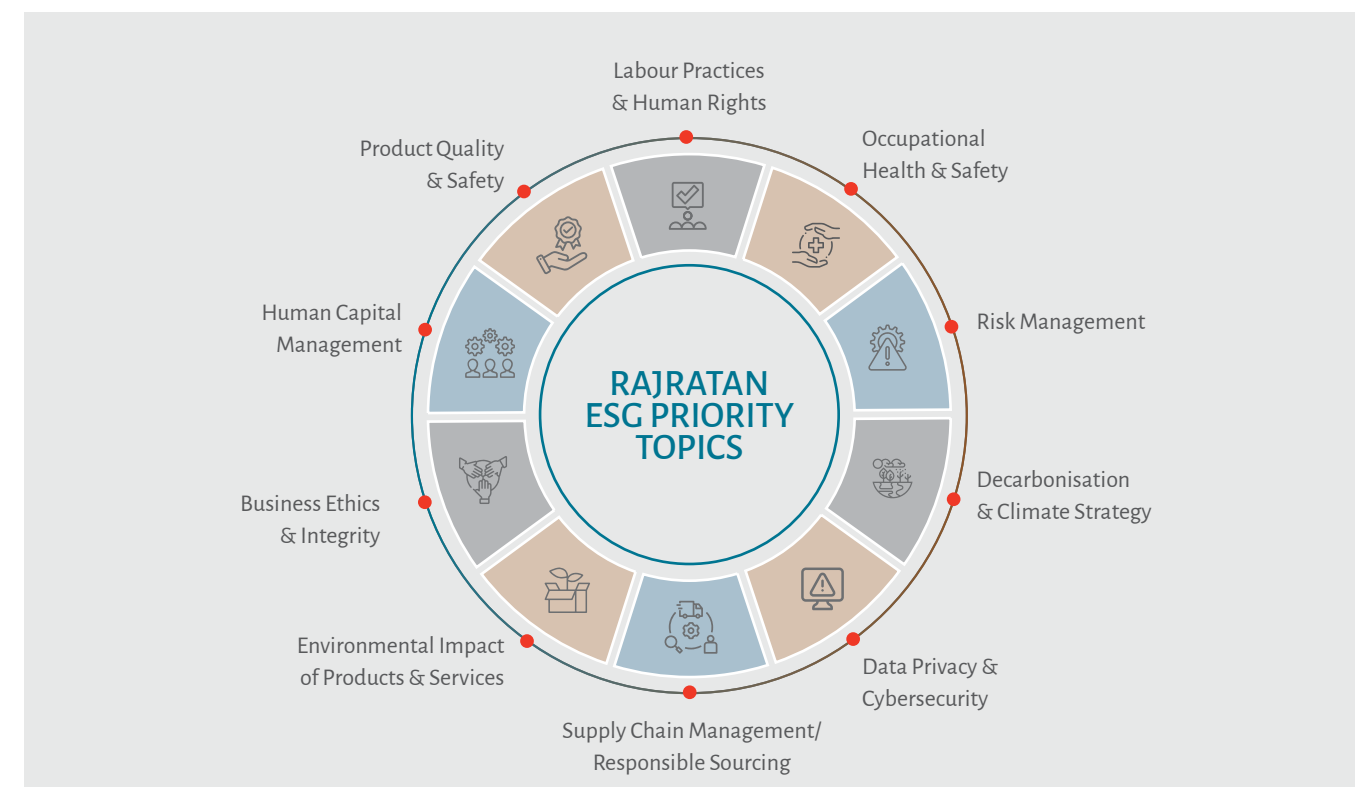 Labour Practices
& Human Rights
Occupational
Health & Safety
Product Quality
& Safety
Human Capital
Management
Risk Management
RAJRATAN
ESG PRIORITY
TOPICS
Decarbonisation
& Climate Strategy
Business Ethics
& Integrity
Environmental Impact
of Products & Services
Data Privacy &
Cybersecurity
Supply Chain Management/
Responsible Sourcing